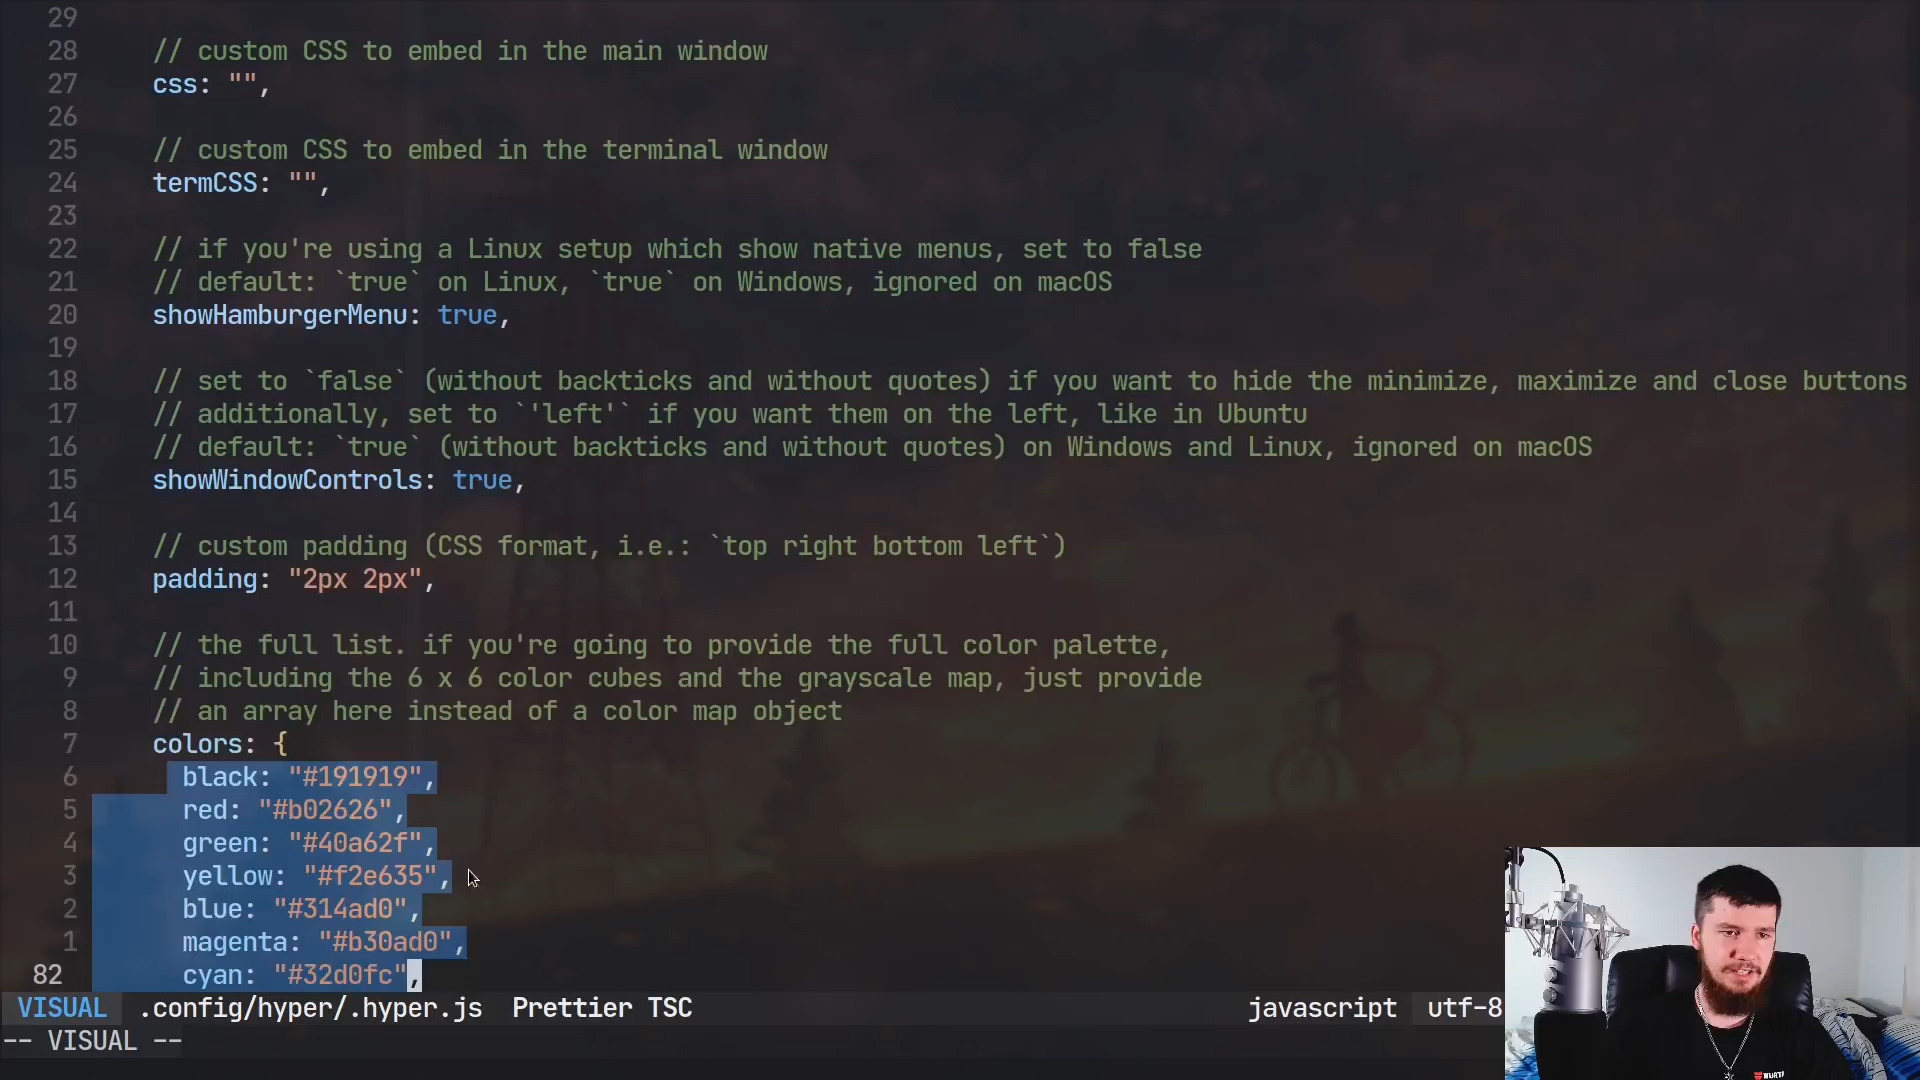 29
28 // custom CSS to embed in the main window
27 css: "",
26
25 // custom CSS to embed in the terminal window
24 termCSS: "",
23
22 // if you're using a Linux setup which show native menus, set to false
21 // default: `true` on Linux, `true` on Windows, ignored on macOS
20 showHamburgerMenu: true,
19
18 // set to `false` (without backticks and without quotes) if you want to hide the minimize, maximize and close buttons
17 // additionally, set to `'left'` if you want them on the left, like in Ubuntu
16 // default: `true` (without backticks and without quotes) on Windows and Linux, ignored on macOS
15 showWindowControls: true,
14
13 // custom padding (CSS format, i.e.: `top right bottom left`)
12 padding: "2px 2px",
11
10 // the full list. if you're going to provide the full color palette,
9 // including the 6 x 6 color cubes and the grayscale map, just provide
8 // an array here instead of a color map object
7 colors: {
6 black: "#191919",
5 red: "#b02626",
4 green: "#40a62f",
3 yellow: "#f2e635",
2 blue: "#314ad0",
1 magenta: "#b30ad0",
82 cyan: "#32d0fc",
VISUAL .config/hyper/.hyper.js Prettier TSC javascript utf-8
-- VISUAL --
WURTH